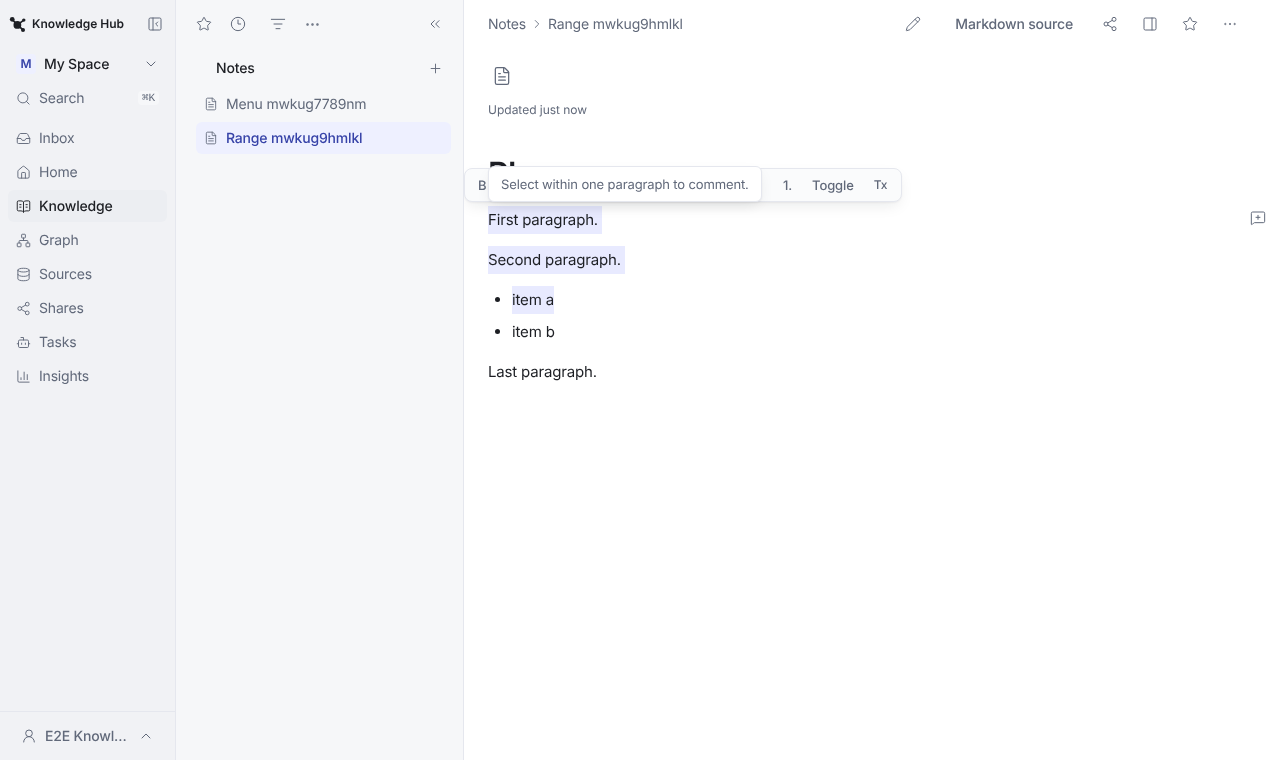 Knowledge Hub
M My Space
Search ⌘K
Inbox
Home
Knowledge
Graph
Sources
Shares
Tasks
Insights
E2E Knowl...
Notes
Menu mwkug7789nm
Range mwkug9hmlkl
Notes > Range mwkug9hmlkl
Markdown source
Updated just now
B
Select within one paragraph to comment.
1.
Toggle
Tx
First paragraph.
Second paragraph.
• item a
• item b
Last paragraph.